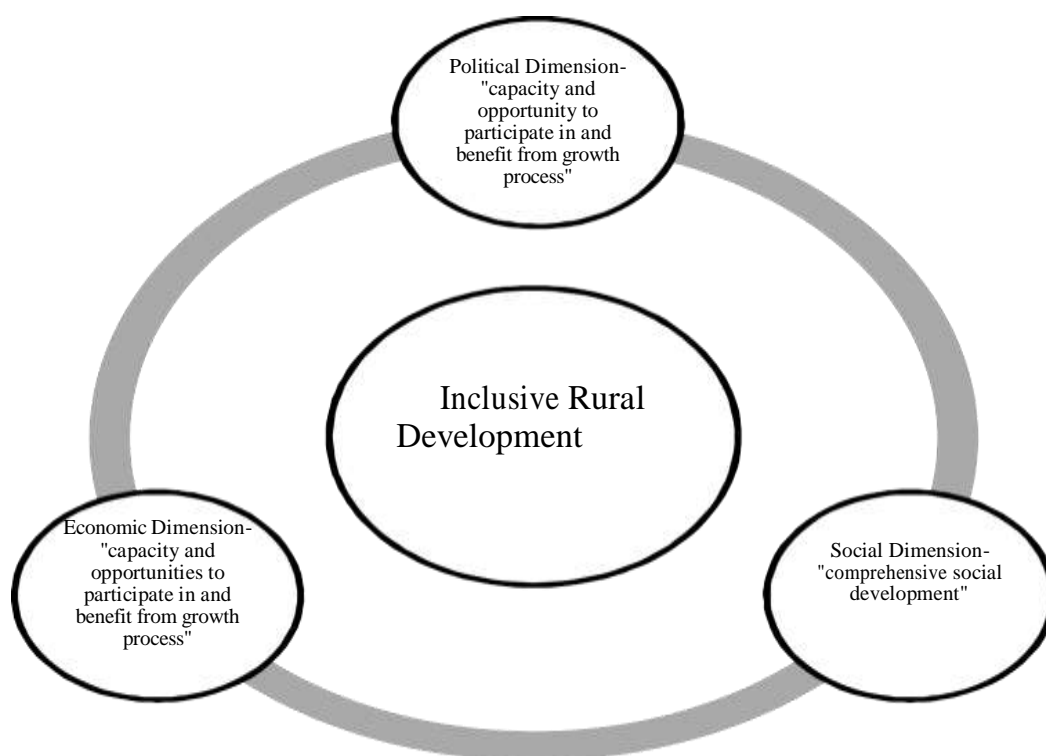 Political Dimension-
"capacity and
opportunity to
participate in and
benefit from growth
process"
Inclusive Rural
Development
Economic Dimension-
"capacity and
opportunities to
participate in and
benefit from growth
process"
Social Dimension-
"comprehensive social
development"